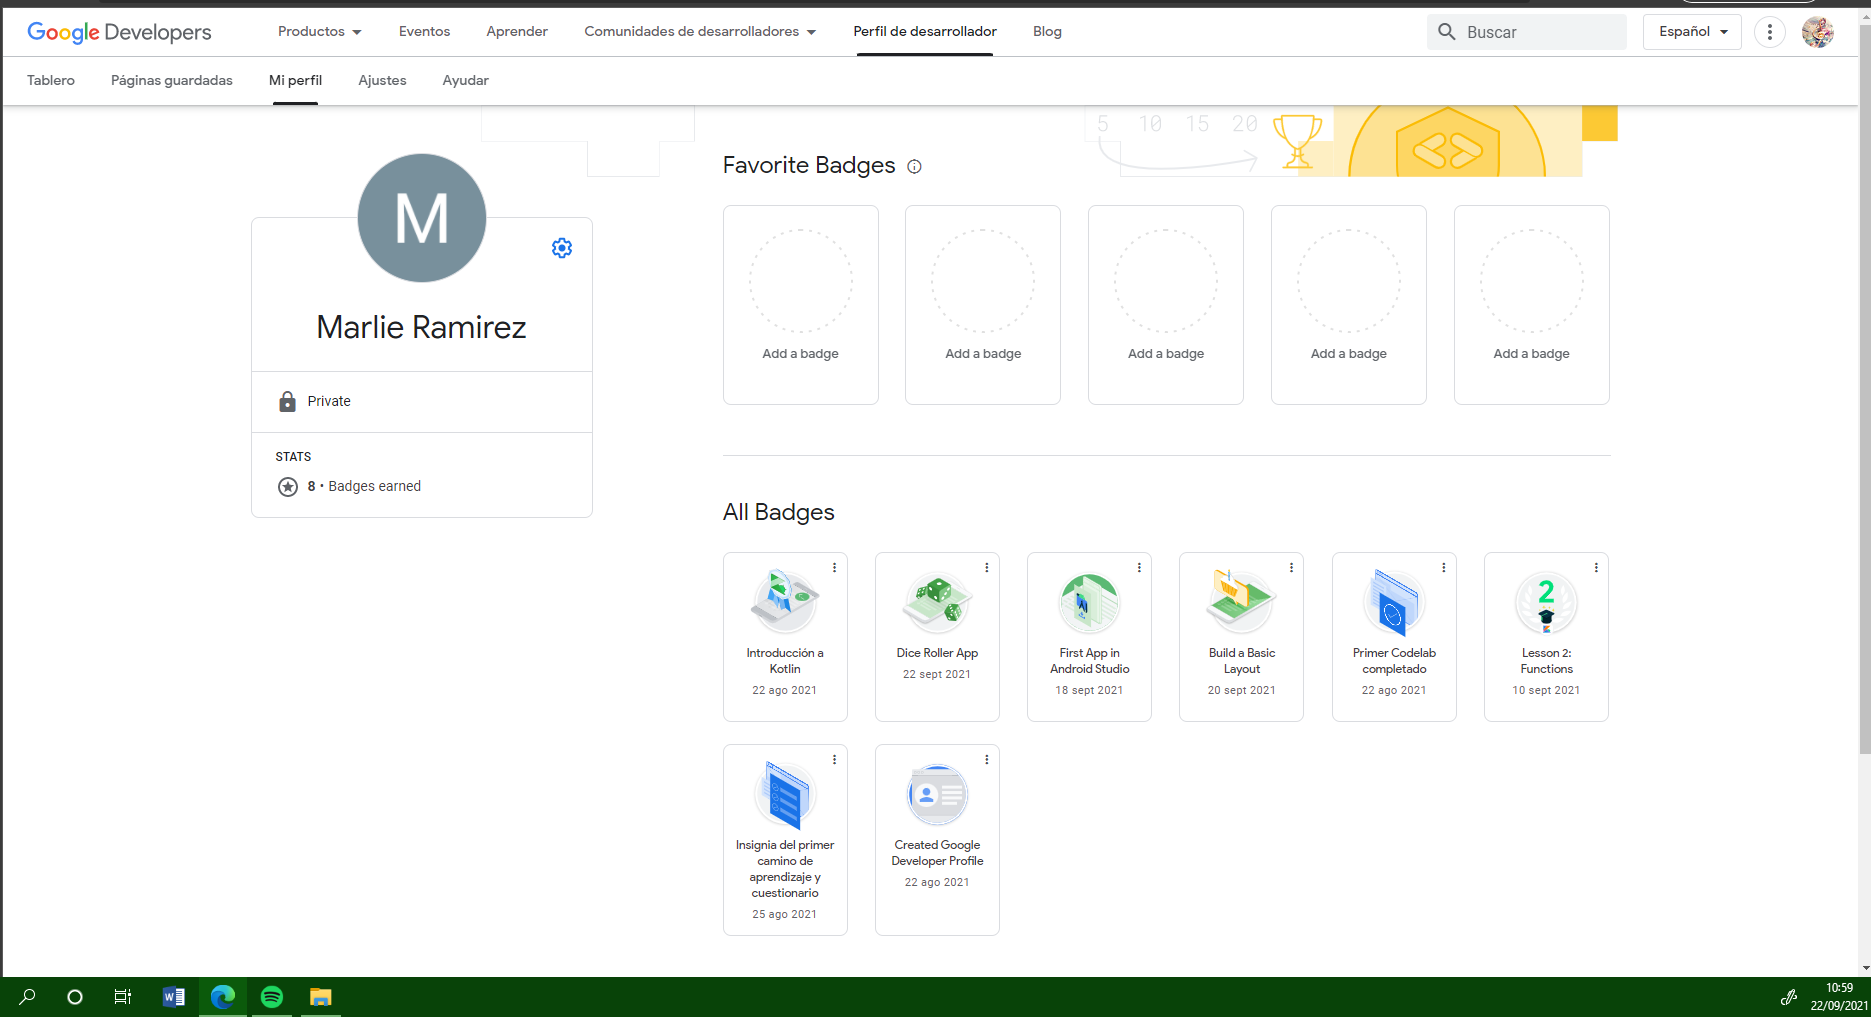 Google Developers
Productos
Eventos
Aprender
Comunidades de desarrolladores
Perfil de desarrollador
Blog
Buscar
Español
Tablero
Páginas guardadas
Mi perfil
Ajustes
Ayudar
5 10 15 20
M
Marlie Ramirez
Private
STATS
8 • Badges earned
Favorite Badges
Add a badge
Add a badge
Add a badge
Add a badge
Add a badge
All Badges
Introducción a
Kotlin
22 ago 2021
Dice Roller App
22 sept 2021
First App in
Android Studio
18 sept 2021
Build a Basic
Layout
20 sept 2021
Primer Codelab
completado
22 ago 2021
2
Lesson 2:
Functions
10 sept 2021
Insignia del primer
camino de
aprendizaje y
cuestionario
25 ago 2021
Created Google
Developer Profile
22 ago 2021
W
10:59
22/09/2021